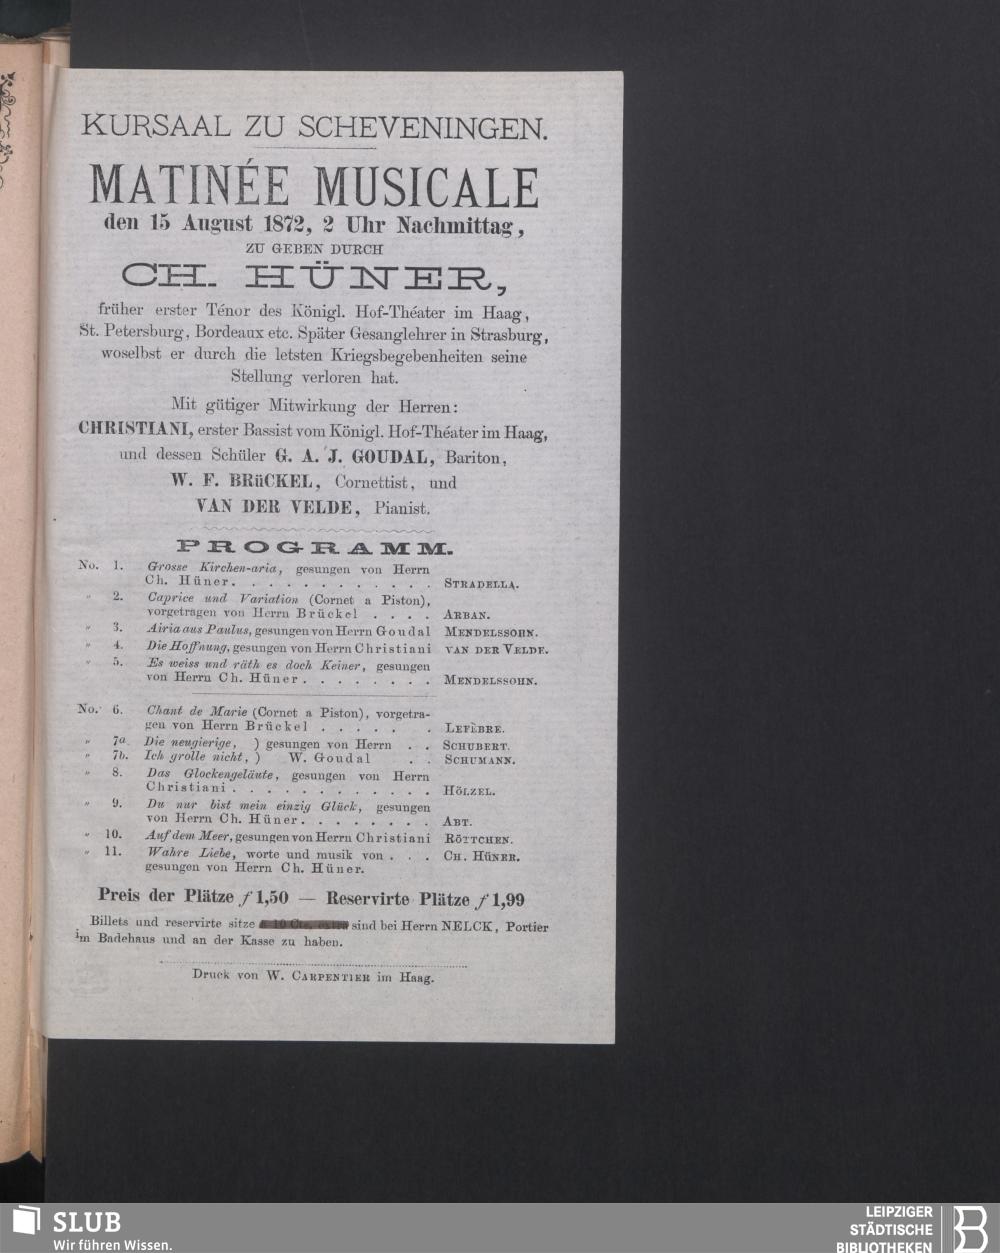 KURSAAL ZU SCHEVENINGEN.
MATINÉE MUSICALE
den 15 August 1872, 2 Uhr Nachmittag,
ZU GEBEN DURCH
CH. HÜNER,
früher erster Ténor des Königl. Hof-Théater im Haag,
St. Petersburg, Bordeaux etc. Später Gesanglehrer in Strasburg,
woselbst er durch die letsten Kriegsbegebenheiten seine
Stellung verloren hat.
Mit gütiger Mitwirkung der Herren:
CHRISTIANI, erster Bassist vom Königl. Hof-Théater im Haag,
und dessen Schüler G. A. J. GOUDAL, Bariton,
W. F. BRüCKEL, Cornettist, und
VAN DER VELDE, Pianist.
PROGRAMM.
No. 1. Grosse Kirchen-aria, gesungen von Herrn
Ch. Hüner. . . . . . . . . . . . STRADELLA.
" 2. Caprice und Variation (Cornet a Piston),
vorgetragen von Herrn Brückel . . . . ARBAN.
" 3. Airia aus Paulus, gesungen von Herrn Goudal MENDELSSOHN.
" 4. Die Hoffnung, gesungen von Herrn Christiani VAN DER VELDE.
" 5. Es weiss und räth es doch Keiner, gesungen
von Herrn Ch. Hüner . . . . . . . MENDELSSOHN.
No. 6. Chant de Marie (Cornet a Piston), vorgetra-
gen von Herrn Brückel . . . . . . LEFÈBRE.
" 7a. Die neugierige, ) gesungen von Herrn . . SCHUBERT.
" 7b. Ich grolle nicht, ) W. Goudal . . SCHUMANN.
" 8. Das Glockengeläute, gesungen von Herrn
Christiani . . . . . . . . . . . . HÖLZEL.
" 9. Du nur bist mein einzig Glück, gesungen
von Herrn Ch. Hüner. . . . . . . . ABT.
" 10. Auf dem Meer, gesungen von Herrn Christiani RÖTTCHEN.
" 11. Wahre Liebe, worte und musik von . . . CH. HÜNER.
gesungen von Herrn Ch. Hüner.
Preis der Plätze ƒ 1,50 — Reservirte Plätze ƒ 1,99
Billets und reservirte sitze à 10 Cts. extra sind bei Herrn NELCK, Portier
im Badehaus und an der Kasse zu haben.
Druck von W. CARPENTIER im Haag.
SLUB
Wir führen Wissen.
LEIPZIGER
STÄDTISCHE
BIBLIOTHEKEN